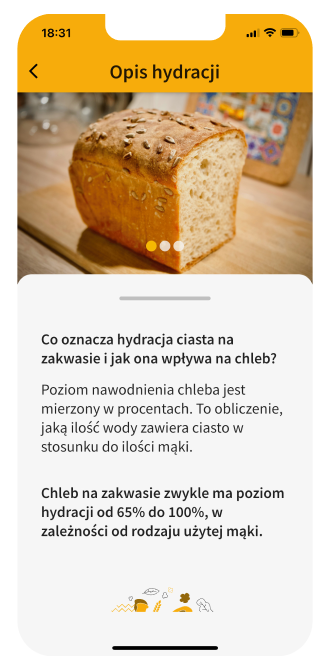 18:31
Opis hydracji
Co oznacza hydracja ciasta na
zakwasie i jak ona wpływa na chleb?
Poziom nawodnienia chleba jest
mierzony w procentach. To obliczenie,
jaką ilość wody zawiera ciasto w
stosunku do ilości mąki.
Chleb na zakwasie zwykle ma poziom
hydracji od 65% do 100%, w
zależności od rodzaju użytej mąki.